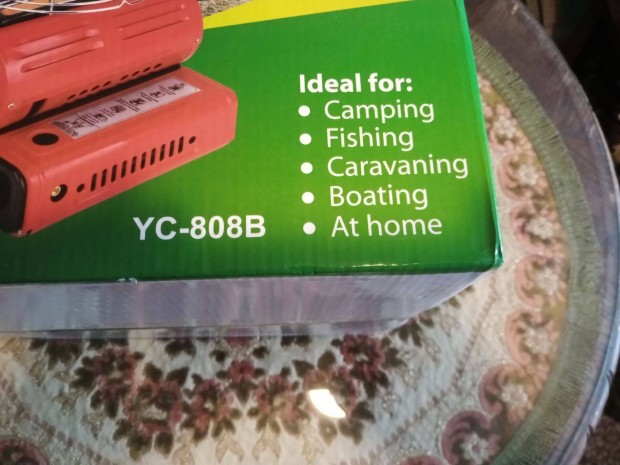 Ideal for:
• Camping
• Fishing
• Caravaning
• Boating
• At home
YC-808B